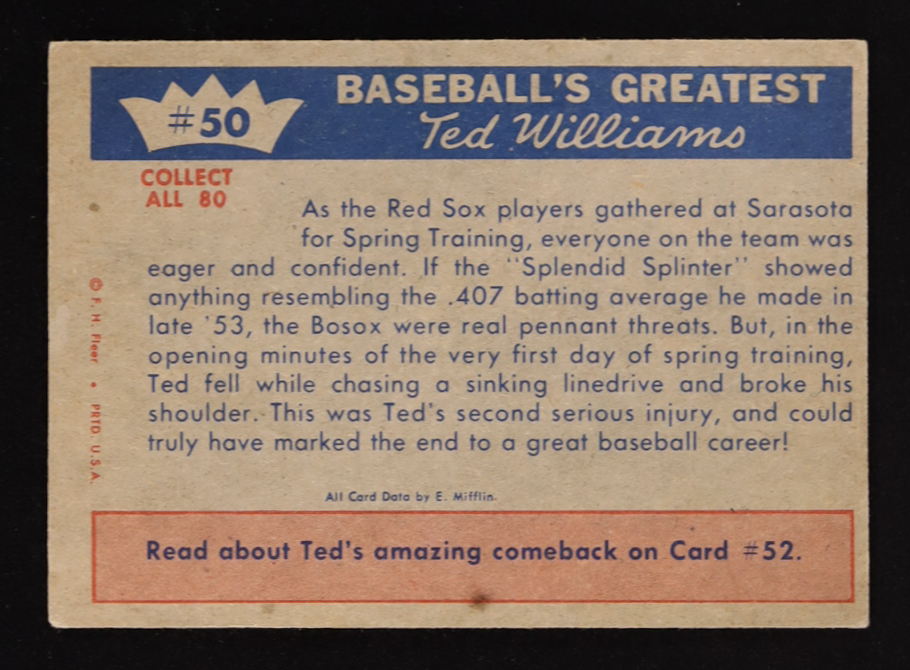 #50
BASEBALL'S GREATEST
Ted Williams
COLLECT
ALL 80
As the Red Sox players gathered at Sarasota
for Spring Training, everyone on the team was
eager and confident. If the "Splendid Splinter" showed
anything resembling the .407 batting average he made in
late '53, the Bosox were real pennant threats. But, in the
opening minutes of the very first day of spring training,
Ted fell while chasing a sinking linedrive and broke his
shoulder. This was Ted's second serious injury, and could
truly have marked the end to a great baseball career!
© F. H. Fleer • PRTD. U.S.A.
All Card Data by E. Mifflin.
Read about Ted's amazing comeback on Card #52.